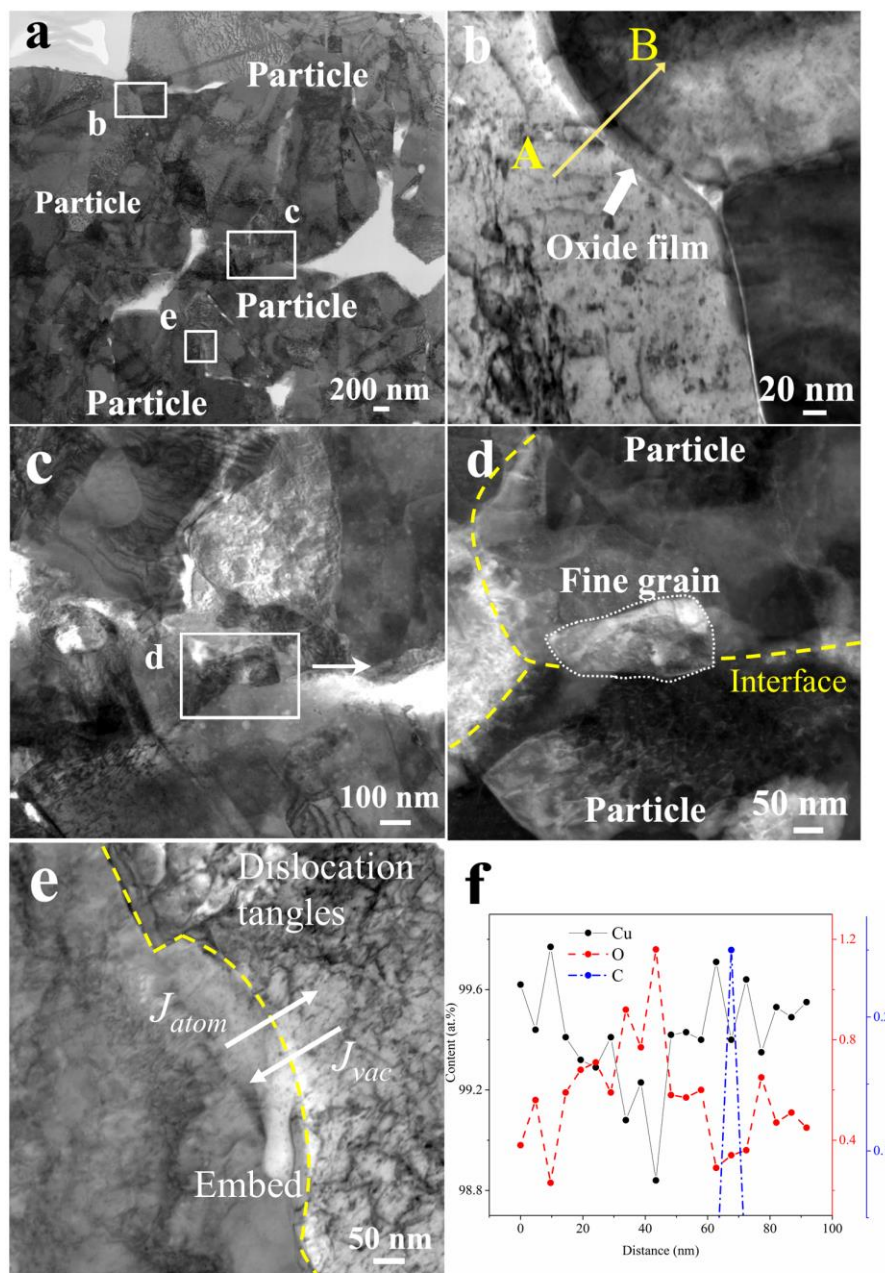 a
Particle
b
Particle
c
Particle
e
Particle
200 nm
b
B
A
Oxide film
20 nm
c
d
100 nm
d
Particle
Fine grain
Interface
Particle
50 nm
e
Dislocation
tangles
Jatom
Jvac
Embed
50 nm
f
Cu
O
C
99.6
99.2
98.8
Content (at.%)
1.2
0.8
0.4
0 20 40 60 80 100
Distance (nm)